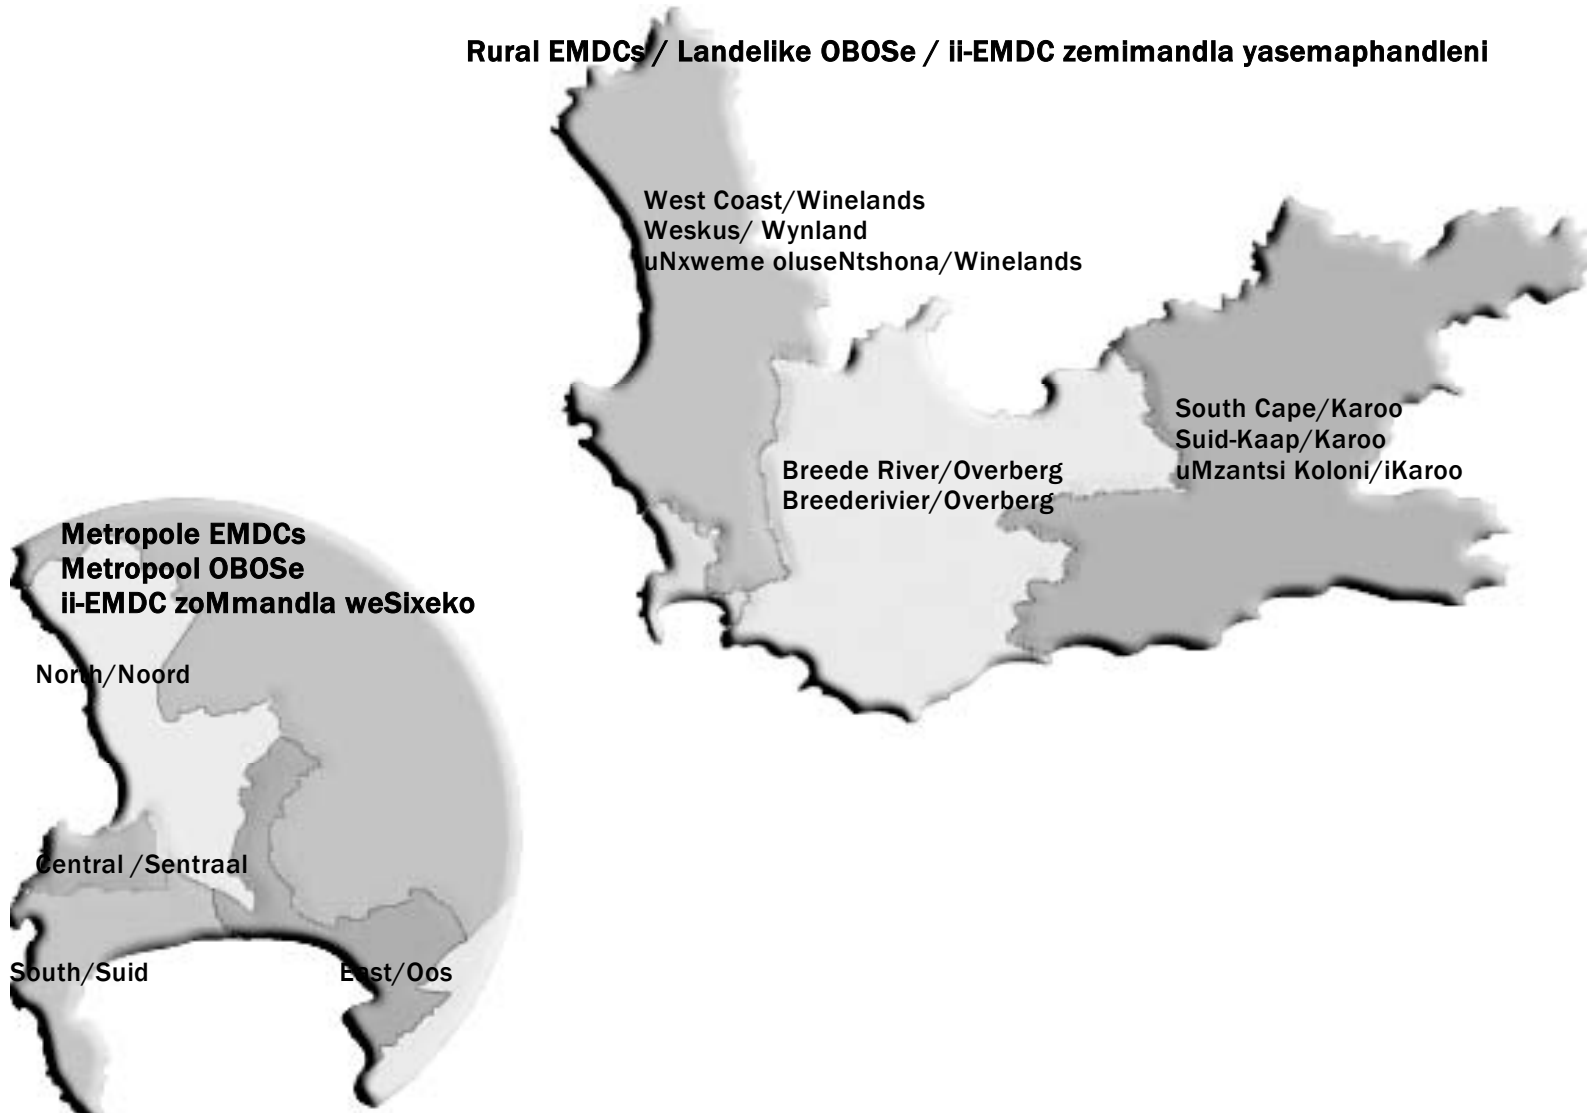 Rural EMDCs / Landelike OBOSe / ii-EMDC zemimandla yasemaphandleni
West Coast/Winelands
Weskus/ Wynland
uNxweme oluseNtshona/Winelands
South Cape/Karoo
Suid-Kaap/Karoo
uMzantsi Koloni/iKaroo
Breede River/Overberg
Breederivier/Overberg
Metropole EMDCs
Metropool OBOSe
ii-EMDC zoMmandla weSixeko
North/Noord
Central /Sentraal
South/Suid
East/Oos